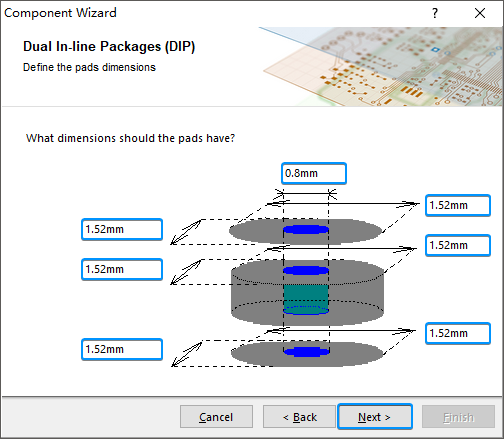 Component Wizard
?
Dual In-line Packages (DIP)
Define the pads dimensions
What dimensions should the pads have?
0.8mm
1.52mm
1.52mm
1.52mm
1.52mm
1.52mm
1.52mm
Cancel
< Back
Next >
Finish